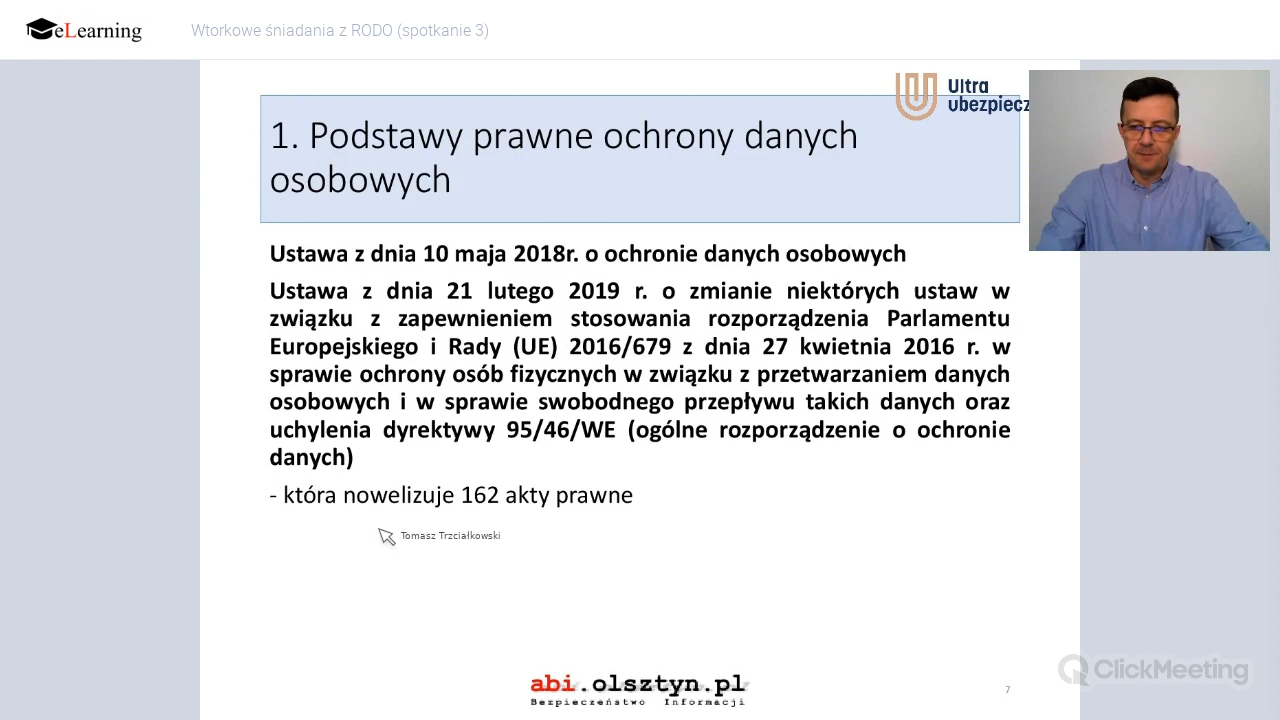 eLearning
Wtorkowe śniadania z RODO (spotkanie 3)
Ultra
ubezpiecz
1. Podstawy prawne ochrony danych
osobowych
Ustawa z dnia 10 maja 2018r. o ochronie danych osobowych
Ustawa z dnia 21 lutego 2019 r. o zmianie niektórych ustaw w
związku z zapewnieniem stosowania rozporządzenia Parlamentu
Europejskiego i Rady (UE) 2016/679 z dnia 27 kwietnia 2016 r. w
sprawie ochrony osób fizycznych w związku z przetwarzaniem danych
osobowych i w sprawie swobodnego przepływu takich danych oraz
uchylenia dyrektywy 95/46/WE (ogólne rozporządzenie o ochronie
danych)
- która nowelizuje 162 akty prawne
Tomasz Trzciałkowski
abi.olsztyn.pl
Bezpieczeństwo Informacji
7
ClickMeeting